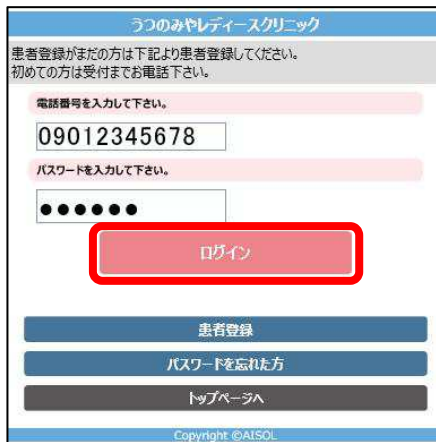 うつのみやレディースクリニック
患者登録がまだの方は下記より患者登録してください。
初めての方は受付までお電話下さい。
電話番号を入力して下さい。
09012345678
パスワードを入力して下さい。
●●●●●●
ログイン
患者登録
パスワードを忘れた方
トップページへ
Copyright ©AISOL